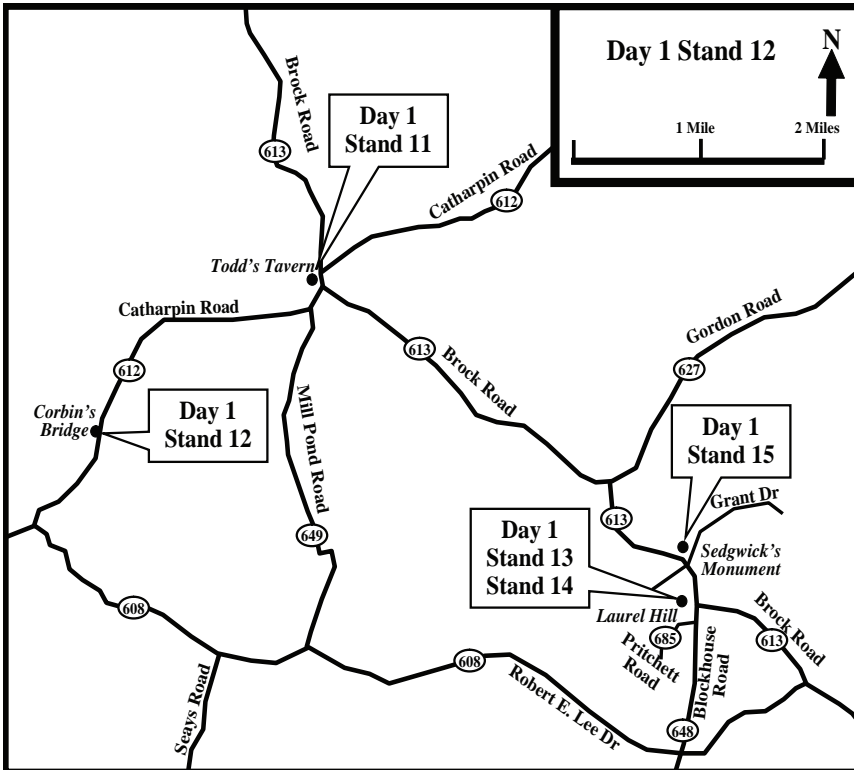 Day 1 Stand 12
N
1 Mile
2 Miles
Brock Road
613
Day 1
Stand 11
Catharpin Road
612
Todd's Tavern
Catharpin Road
612
Corbin's
Bridge
Day 1
Stand 12
Mill Pond Road
649
613
Brock Road
Gordon Road
627
Day 1
Stand 15
Grant Dr
613
Day 1
Stand 13
Stand 14
Sedgwick's
Monument
Laurel Hill
685
Pritchett
Road
Blockhouse
Road
Brock Road
613
608
Seays Road
608
Robert E. Lee Dr
648